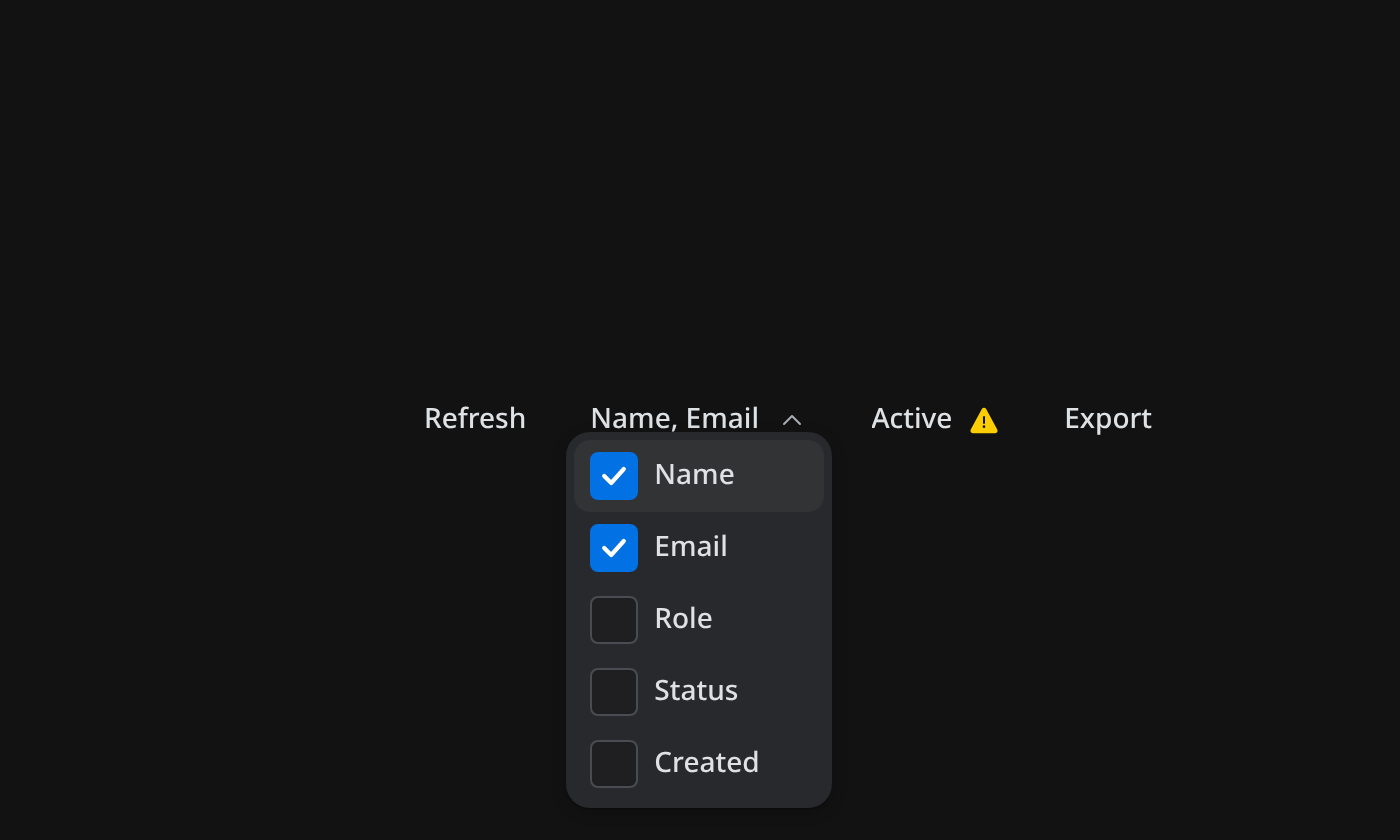 Refresh Name, Email Active Export
Name
Email
Role
Status
Created